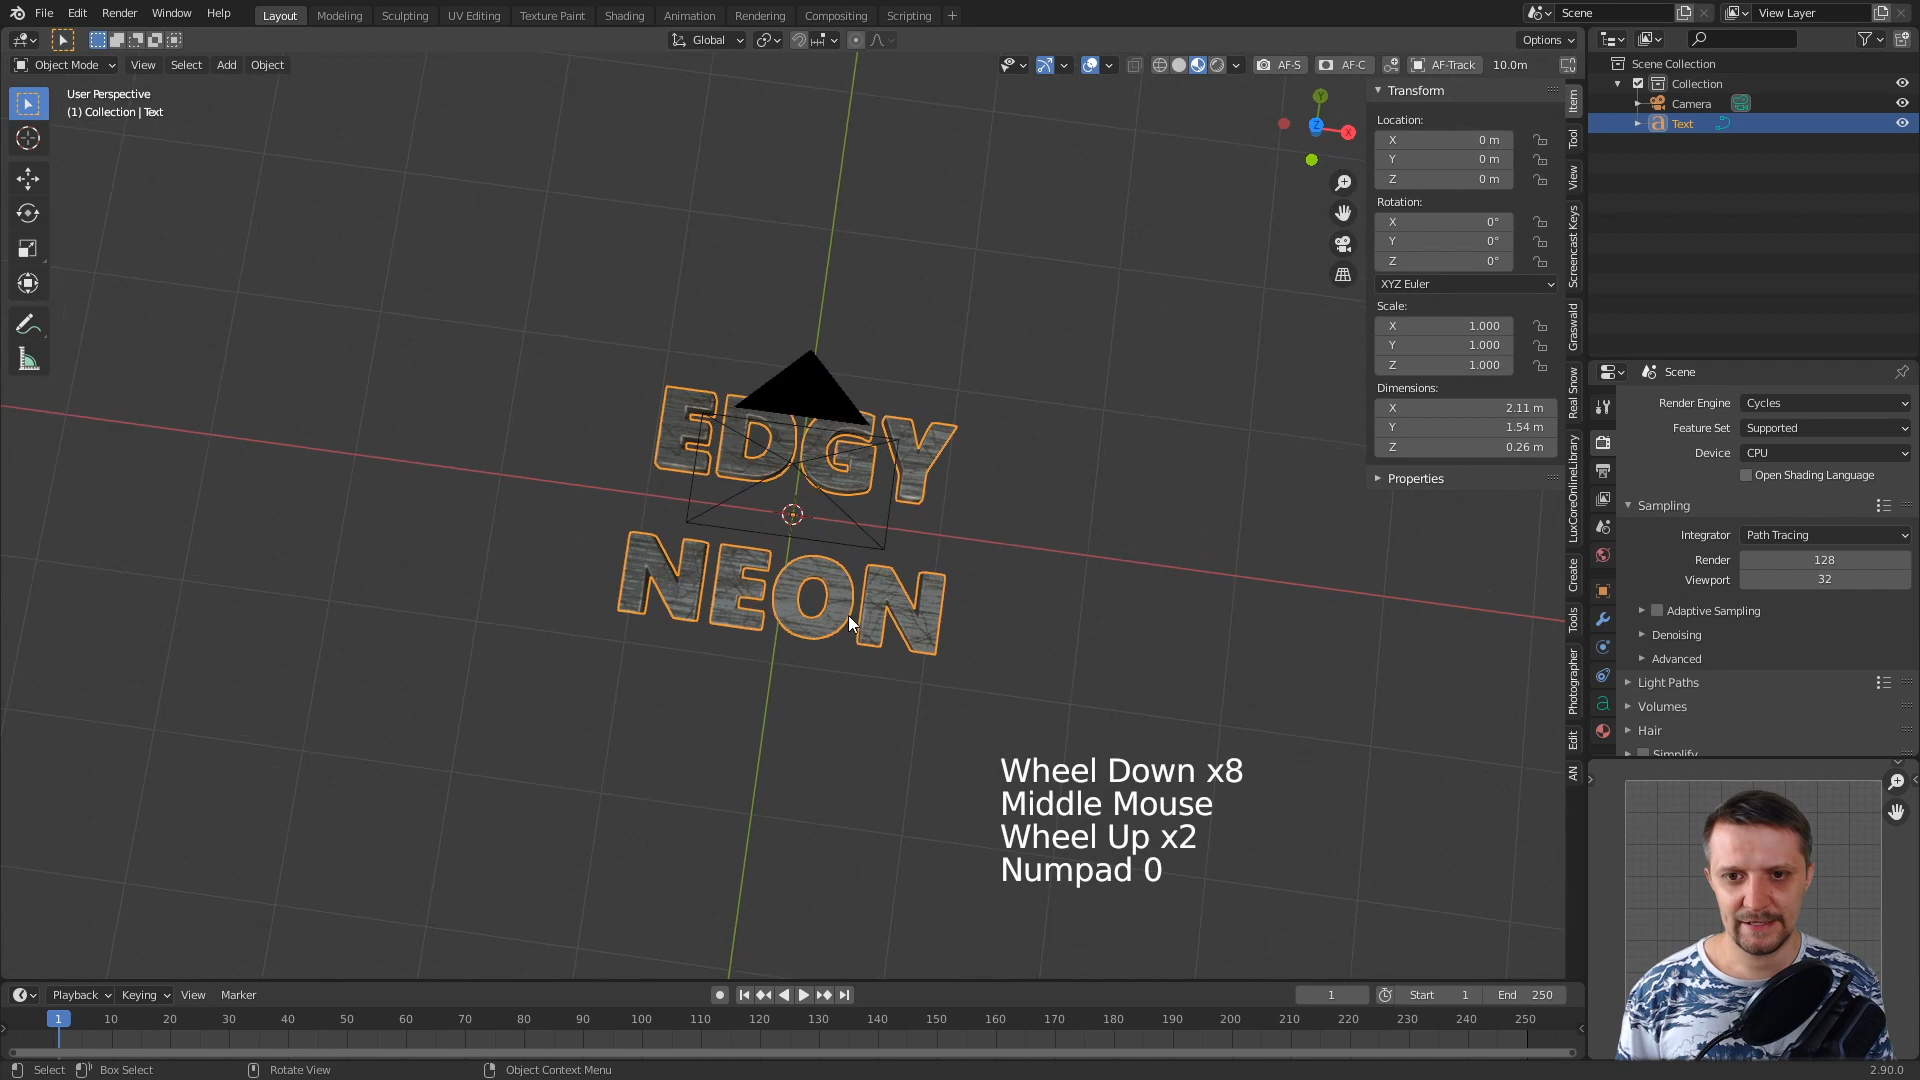 File Edit Render Window Help
Layout Modeling Sculpting UV Editing Texture Paint Shading Animation Rendering Compositing Scripting +
Scene
View Layer
Global
Options
Object Mode View Select Add Object
AF-S AF-C AF-Track 10.0m
User Perspective
(1) Collection | Text
EDGY
NEON
Y
Z
X
Wheel Down x8
Middle Mouse
Wheel Up x2
Numpad 0
Transform
Location:
X 0 m
Y 0 m
Z 0 m
Rotation:
X 0°
Y 0°
Z 0°
XYZ Euler
Scale:
X 1.000
Y 1.000
Z 1.000
Dimensions:
X 2.11 m
Y 1.54 m
Z 0.26 m
Properties
Item
Tool
View
Screencast Keys
Graswald
Real Snow
LuxCoreOnlineLibrary
Create
Tools
Photographer
Edit
AN
Scene Collection
Collection
Camera
Text
Scene
Render Engine Cycles
Feature Set Supported
Device CPU
Open Shading Language
Sampling
Integrator Path Tracing
Render 128
Viewport 32
Adaptive Sampling
Denoising
Advanced
Light Paths
Volumes
Hair
Simplify
Playback Keying View Marker
1 Start 1 End 250
1 10 20 30 40 50 60 70 80 90 100 110 120 130 140 150 160 170 180 190 200 210 220 230 240 250
Select Box Select Rotate View Object Context Menu 2.90.0